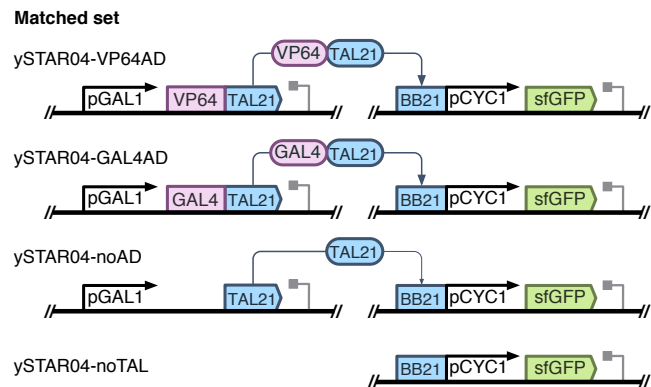 Matched set
ySTAR04-VP64AD
VP64 TAL21
pGAL1 VP64 TAL21 BB21 pCYC1 sfGFP
ySTAR04-GAL4AD
GAL4 TAL21
pGAL1 GAL4 TAL21 BB21 pCYC1 sfGFP
ySTAR04-noAD
TAL21
pGAL1 TAL21 BB21 pCYC1 sfGFP
ySTAR04-noTAL
BB21 pCYC1 sfGFP